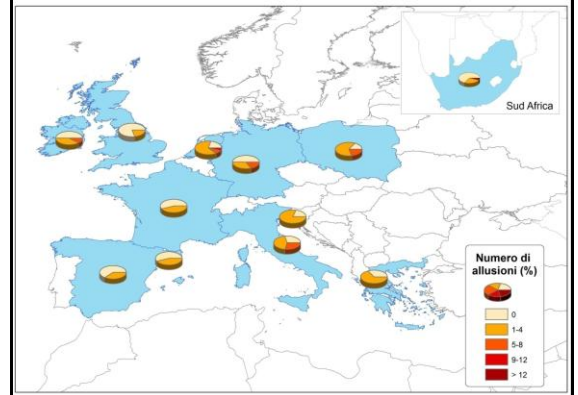 Sud Africa
Numero di
allusioni (%)
0
1-4
5-8
9-12
> 12